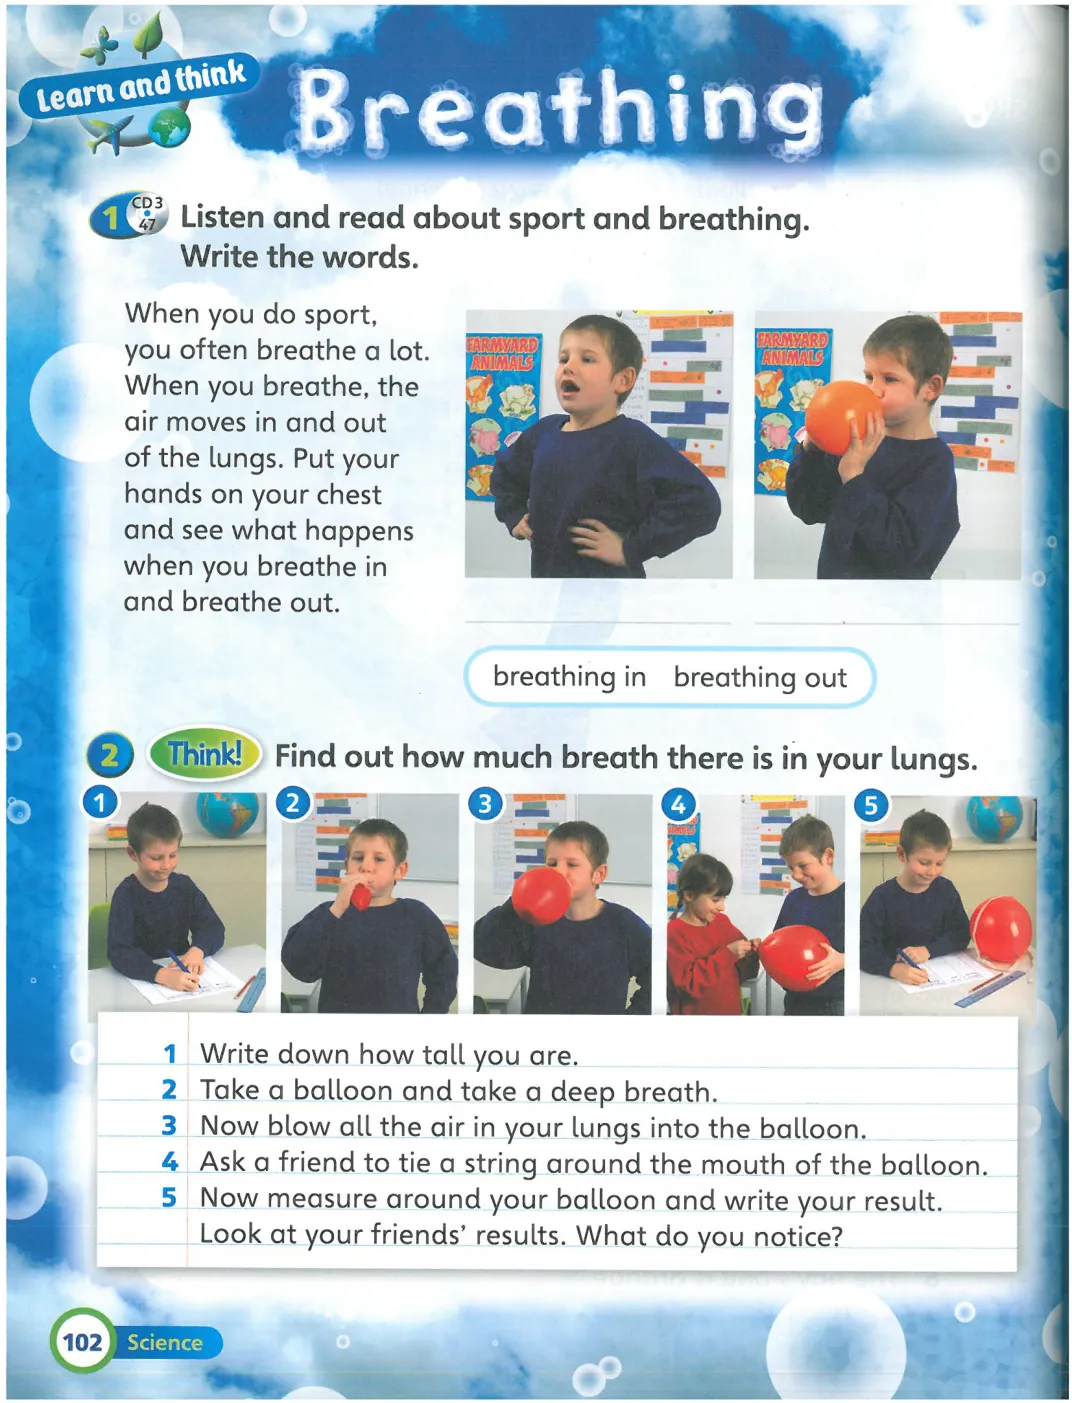 Learn and think
Breathing
1 CD3 47 Listen and read about sport and breathing.
Write the words.
When you do sport,
you often breathe a lot.
When you breathe, the
air moves in and out
of the lungs. Put your
hands on your chest
and see what happens
when you breathe in
and breathe out.
FARMYARD
ANIMALS
FARMYARD
ANIMALS
breathing in breathing out
2 Think! Find out how much breath there is in your lungs.
1 2 3 4 5
1 Write down how tall you are.
2 Take a balloon and take a deep breath.
3 Now blow all the air in your lungs into the balloon.
4 Ask a friend to tie a string around the mouth of the balloon.
5 Now measure around your balloon and write your result.
Look at your friends' results. What do you notice?
102 Science